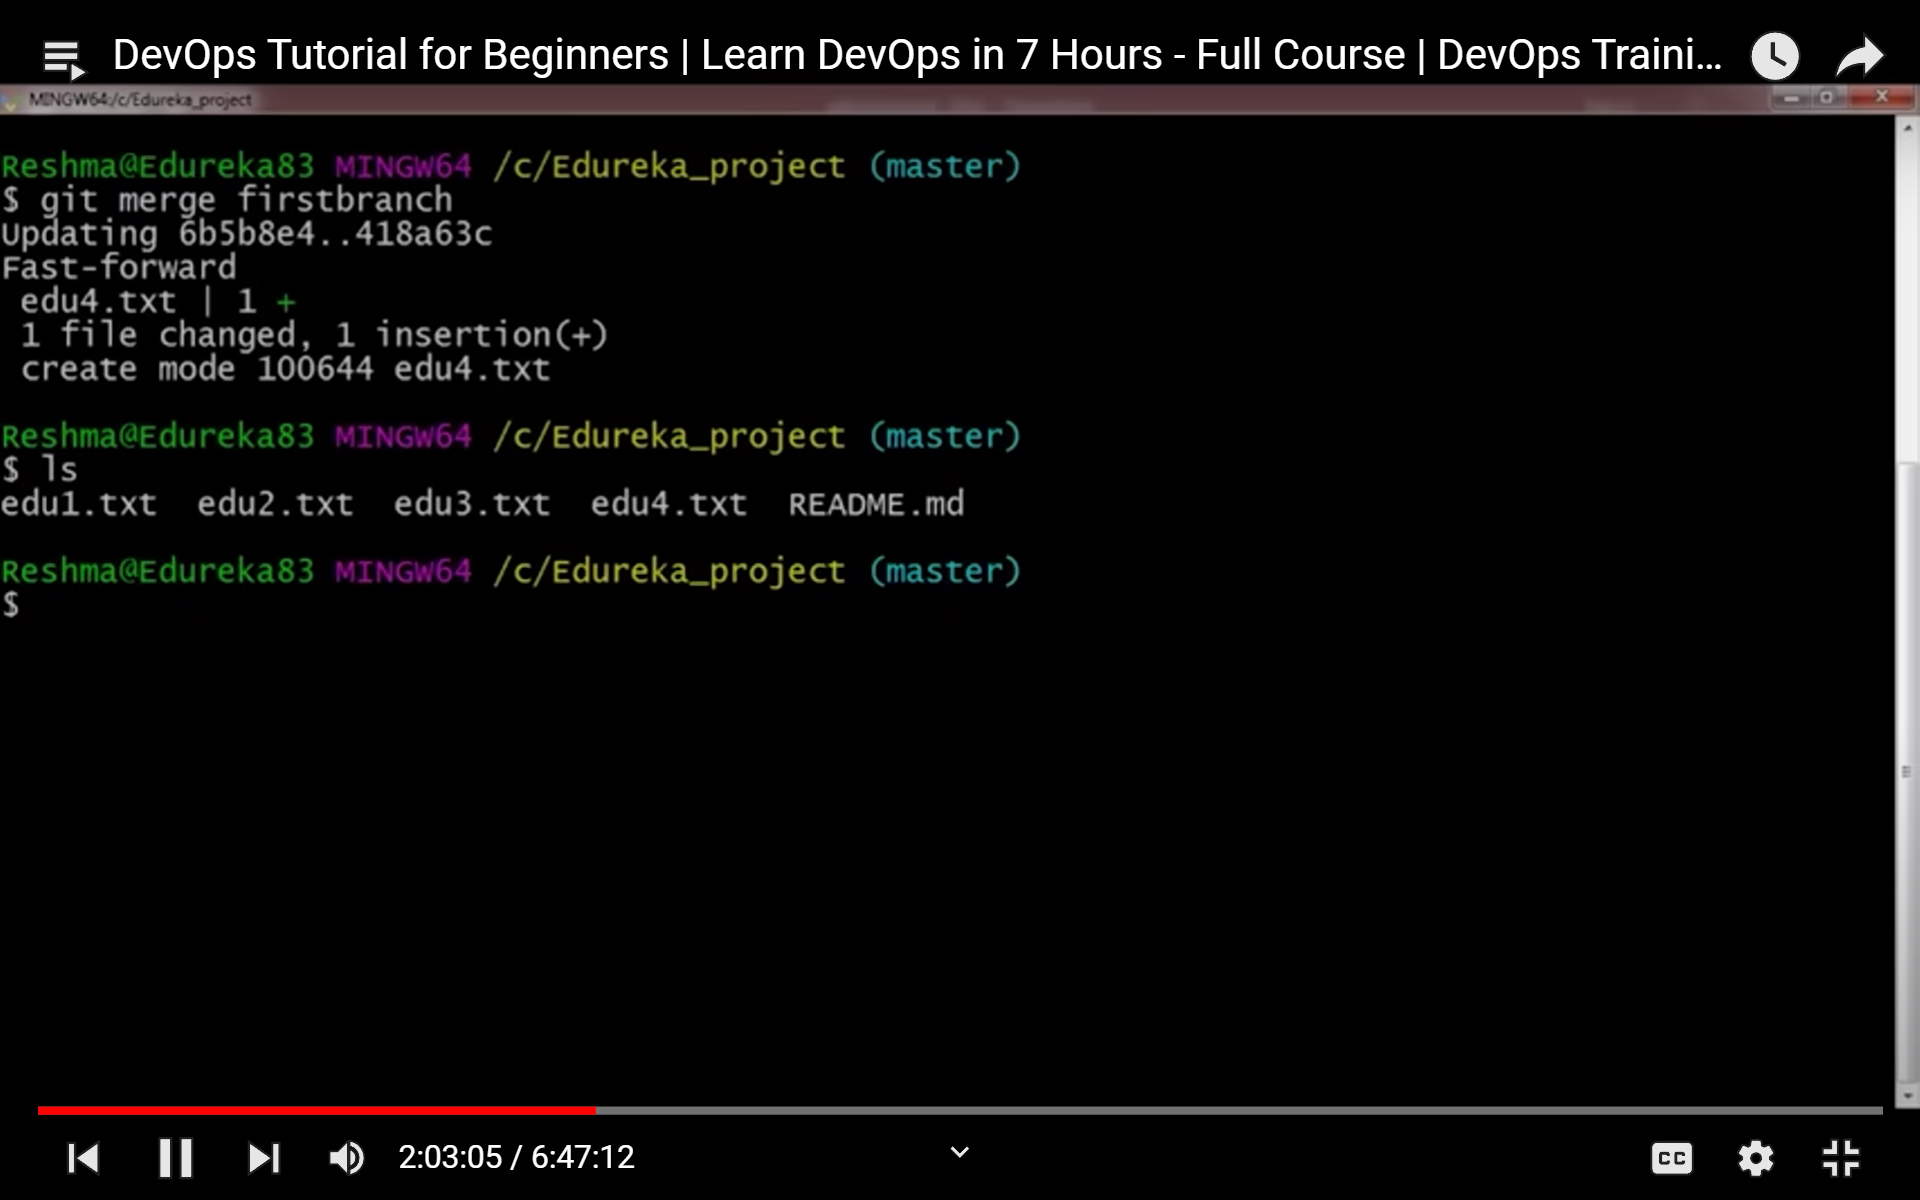 DevOps Tutorial for Beginners | Learn DevOps in 7 Hours - Full Course | DevOps Traini...
MINGW64:/c/Edureka_project
Reshma@Edureka83 MINGW64 /c/Edureka_project (master)
$ git merge firstbranch
Updating 6b5b8e4..418a63c
Fast-forward
 edu4.txt | 1 +
 1 file changed, 1 insertion(+)
 create mode 100644 edu4.txt
Reshma@Edureka83 MINGW64 /c/Edureka_project (master)
$ ls
edu1.txt  edu2.txt  edu3.txt  edu4.txt  README.md
Reshma@Edureka83 MINGW64 /c/Edureka_project (master)
$
2:03:05 / 6:47:12
CC